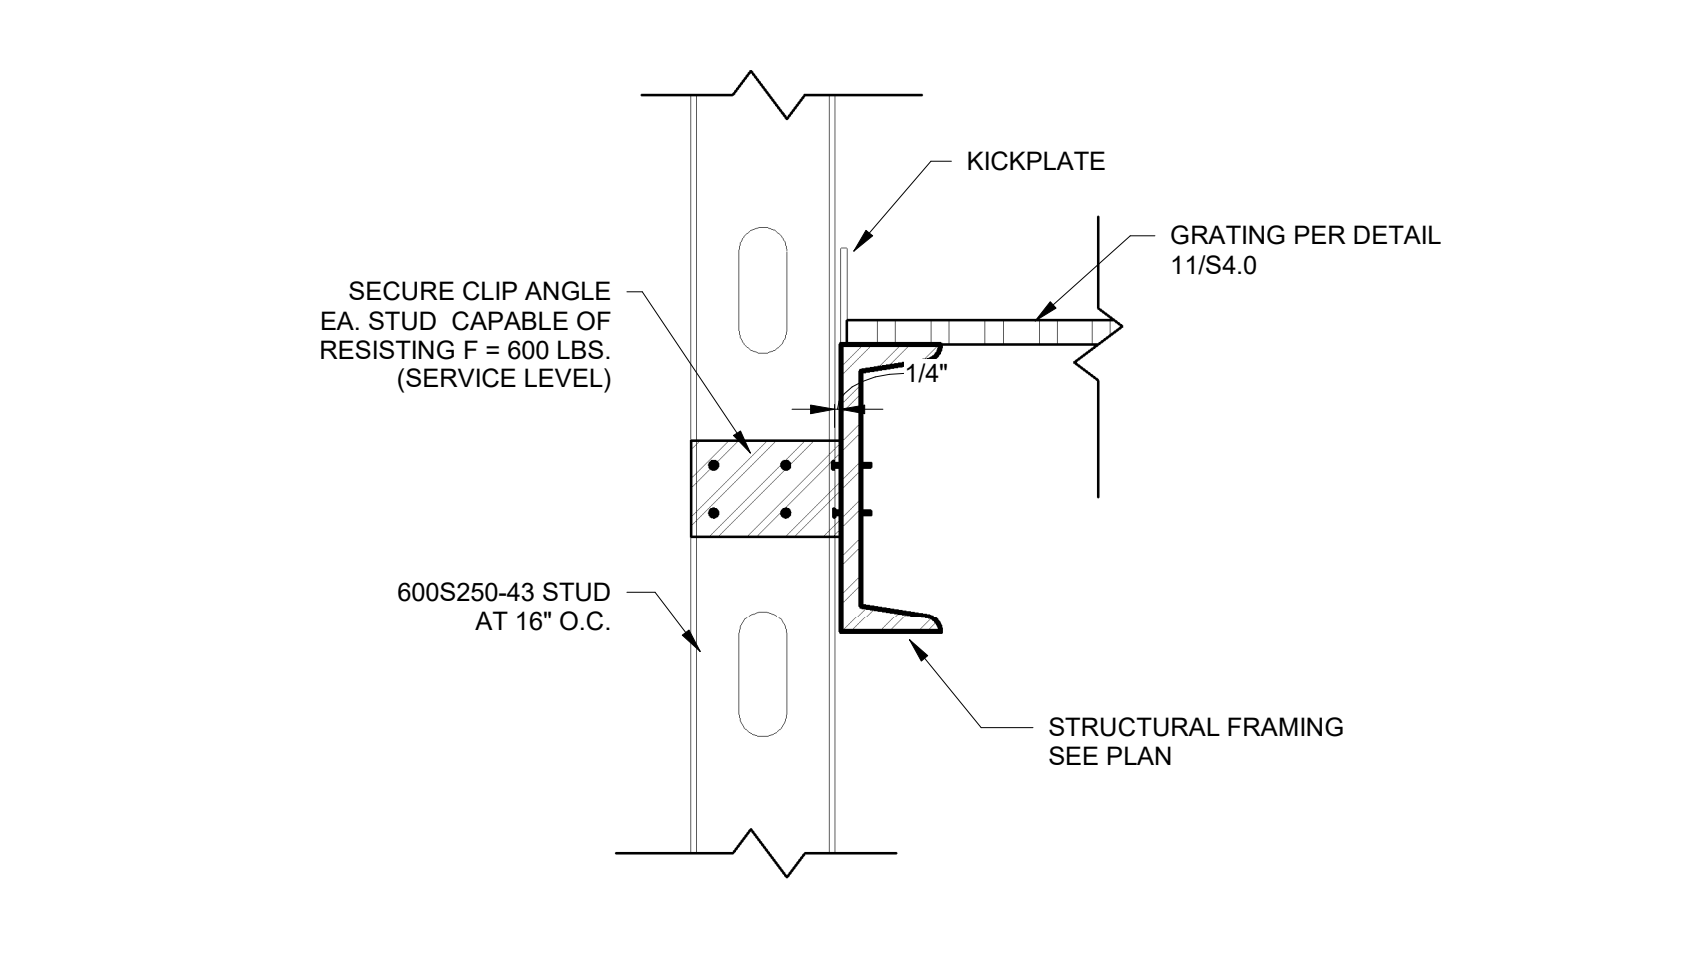 KICKPLATE
GRATING PER DETAIL
11/S4.0
SECURE CLIP ANGLE
EA. STUD  CAPABLE OF
RESISTING F = 600 LBS.
(SERVICE LEVEL)
1/4"
600S250-43 STUD
AT 16" O.C.
STRUCTURAL FRAMING
SEE PLAN